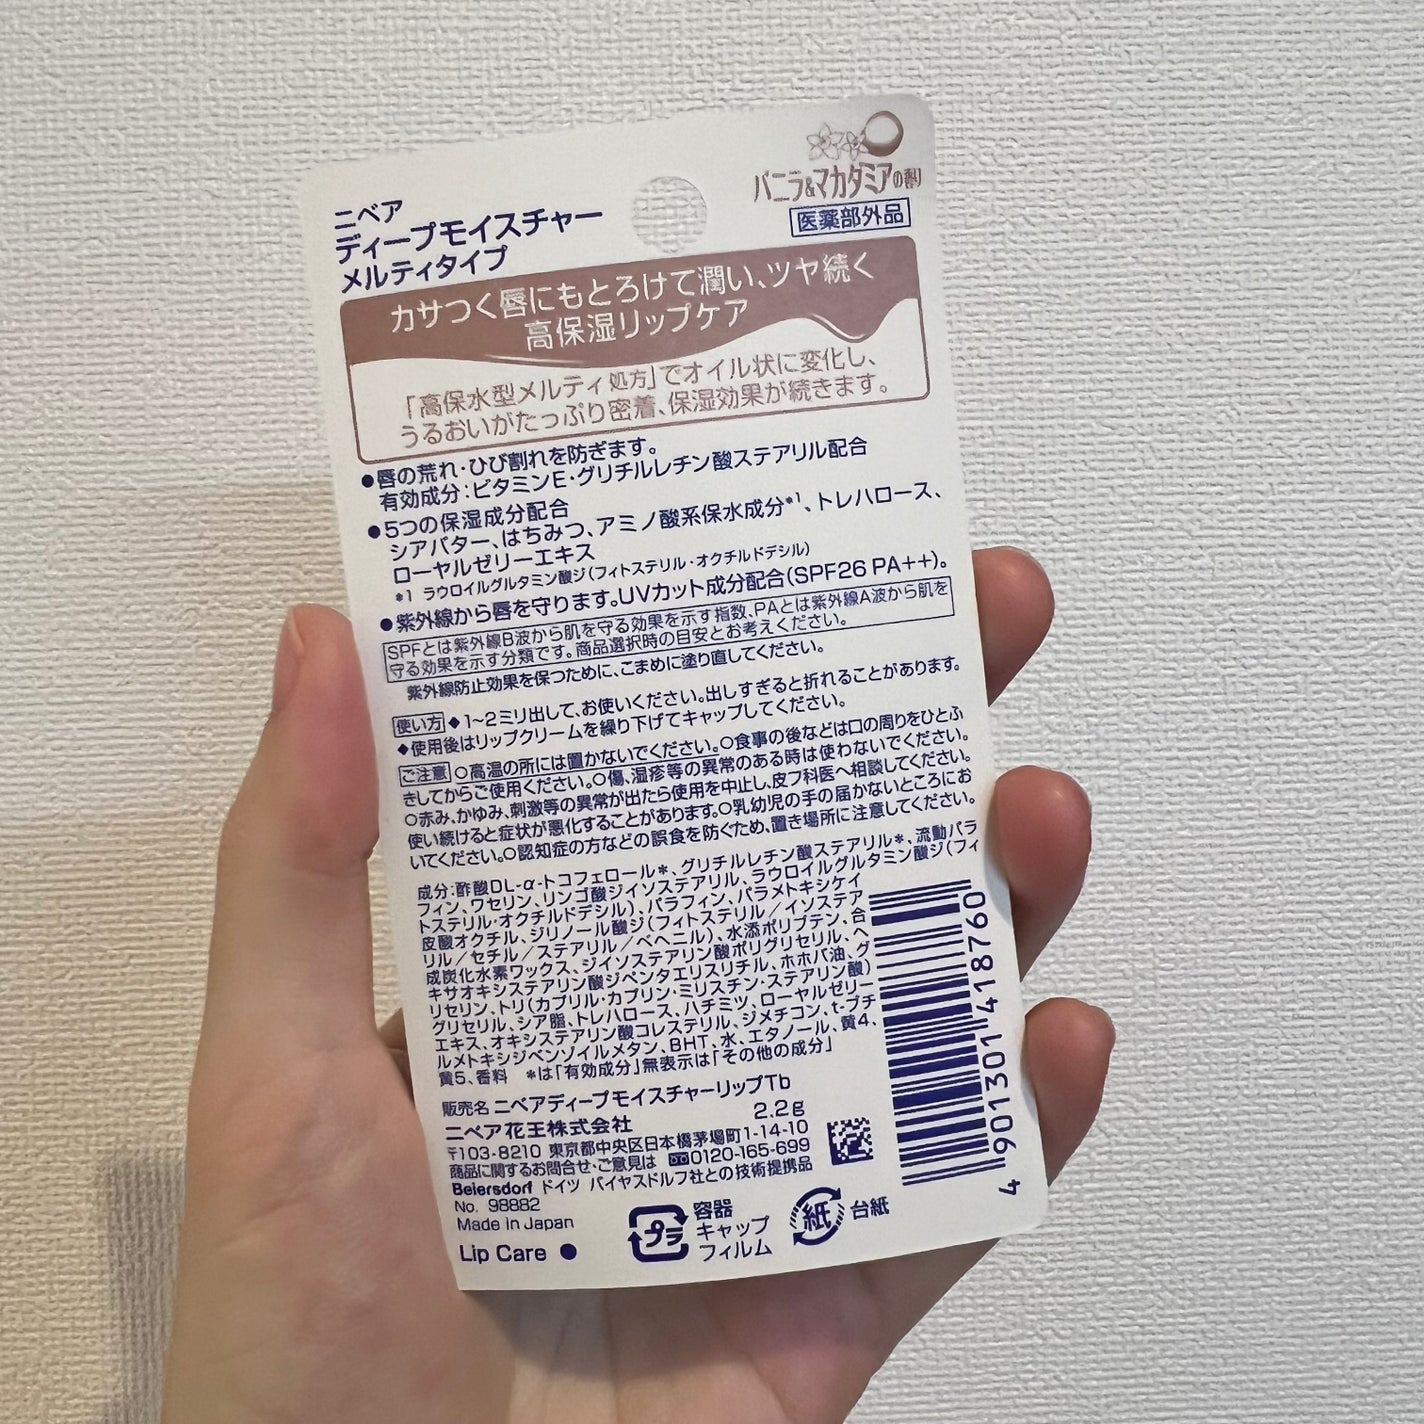 バニラ&マカダミアの香り
医薬部外品
ニベア
ディープモイスチャー
メルティタイプ
カサつく唇にもとろけて潤い、ツヤ続く
高保湿リップケア
「高保水型メルティ処方」でオイル状に変化し、
うるおいがたっぷり密着、保湿効果が続きます。
●唇の荒れ・ひび割れを防ぎます。
有効成分:ビタミンE・グリチルレチン酸ステアリル配合
●5つの保湿成分配合
シアバター、はちみつ、アミノ酸系保水成分*1、トレハロース、
ローヤルゼリーエキス
*1 ラウロイルグルタミン酸ジ(フィトステリル・オクチルドデシル)
●紫外線から唇を守ります。UVカット成分配合(SPF26 PA++)。
SPFとは紫外線B波から肌を守る効果を示す指数、PAとは紫外線A波から肌を
守る効果を示す分類です。商品選択時の目安とお考えください。
紫外線防止効果を保つために、こまめに塗り直してください。
使い方 ◆1~2ミリ出して、お使いください。出しすぎると折れることがあります。
◆使用後はリップクリームを繰り下げてキャップしてください。
ご注意 ○高温の所には置かないでください。○食事の後などは口の周りをひとふ
きしてからご使用ください。○傷、湿疹等の異常のある時は使わないでください。
○赤み、かゆみ、刺激等の異常が出たら使用を中止し、皮フ科医へ相談してください。
使い続けると症状が悪化することがあります。○乳幼児の手の届かないところにお
いてください。○認知症の方などの誤食を防ぐため、置き場所に注意してください。
成分:酢酸DL-α-トコフェロール*、グリチルレチン酸ステアリル*、流動パラ
フィン、ワセリン、リンゴ酸ジイソステアリル、ラウロイルグルタミン酸ジ(フィ
トステリル・オクチルドデシル)、パラフィン、パラメトキシケイ
皮酸オクチル、ジリノール酸ジ(フィトステリル/イソステア
リル/セチル/ステアリル/ベヘニル)、水添ポリブテン、合
成炭化水素ワックス、ジイソステアリン酸ポリグリセリル、ヘ
キサオキシステアリン酸ジペンタエリスリチル、ホホバ油、グ
リセリン、トリ(カプリル・カプリン・ミリスチン・ステアリン酸)
グリセリル、シア脂、トレハロース、ハチミツ、ローヤルゼリー
エキス、オキシステアリン酸コレステリル、ジメチコン、t-ブチ
ルメトキシジベンゾイルメタン、BHT、水、エタノール、黄4、
黄5、香料 *は「有効成分」無表示は「その他の成分」
販売名 ニベアディープモイスチャーリップTb
2.2g
ニベア花王株式会社
〒103-8210 東京都中央区日本橋茅場町1-14-10
商品に関するお問合せ・ご意見は 0120-165-699
Beiersdorf ドイツ バイヤスドルフ社との技術提携品
No. 98882
Made in Japan
Lip Care ●
プラ
容器
キャップ
フィルム
紙
台紙
4 901301 418760